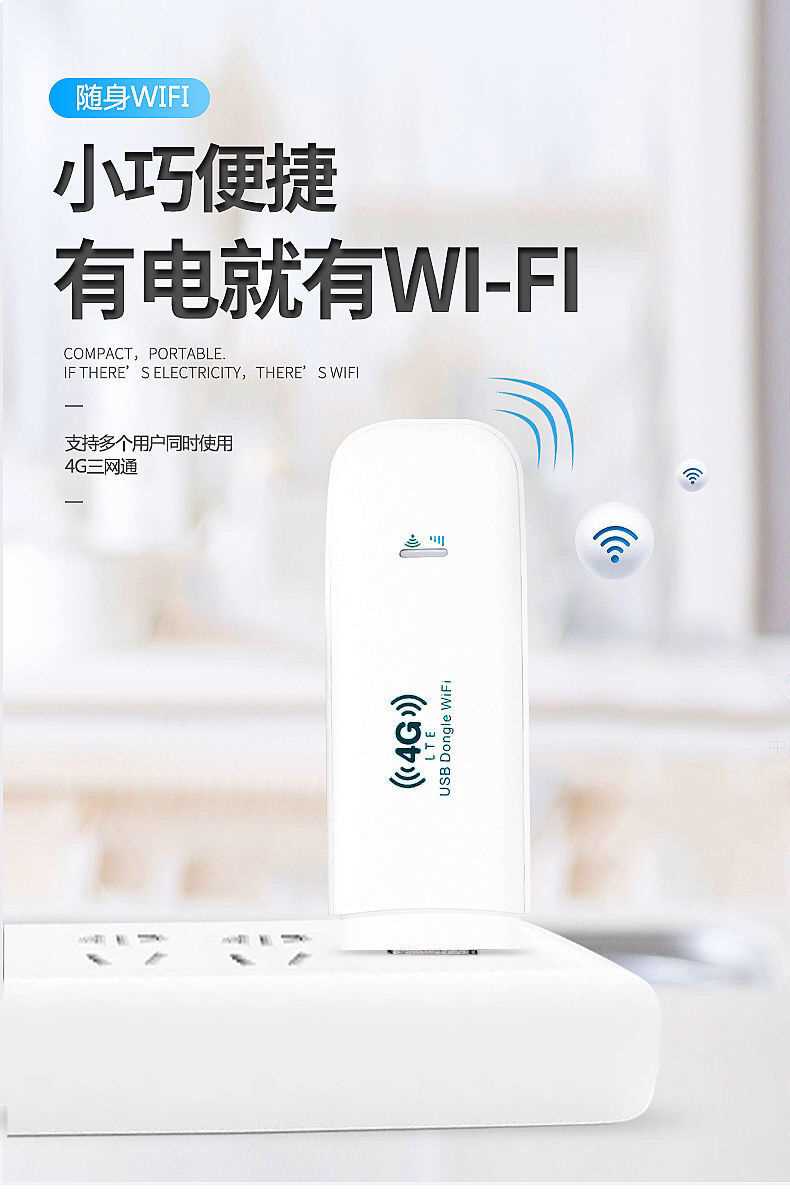 随身WIFI
小巧便捷
有电就有WI-FI
COMPACT, PORTABLE.
IF THERE'S ELECTRICITY, THERE'S WIFI
支持多个用户同时使用
4G三网通
4G
LTE
USB Dongle WiFi